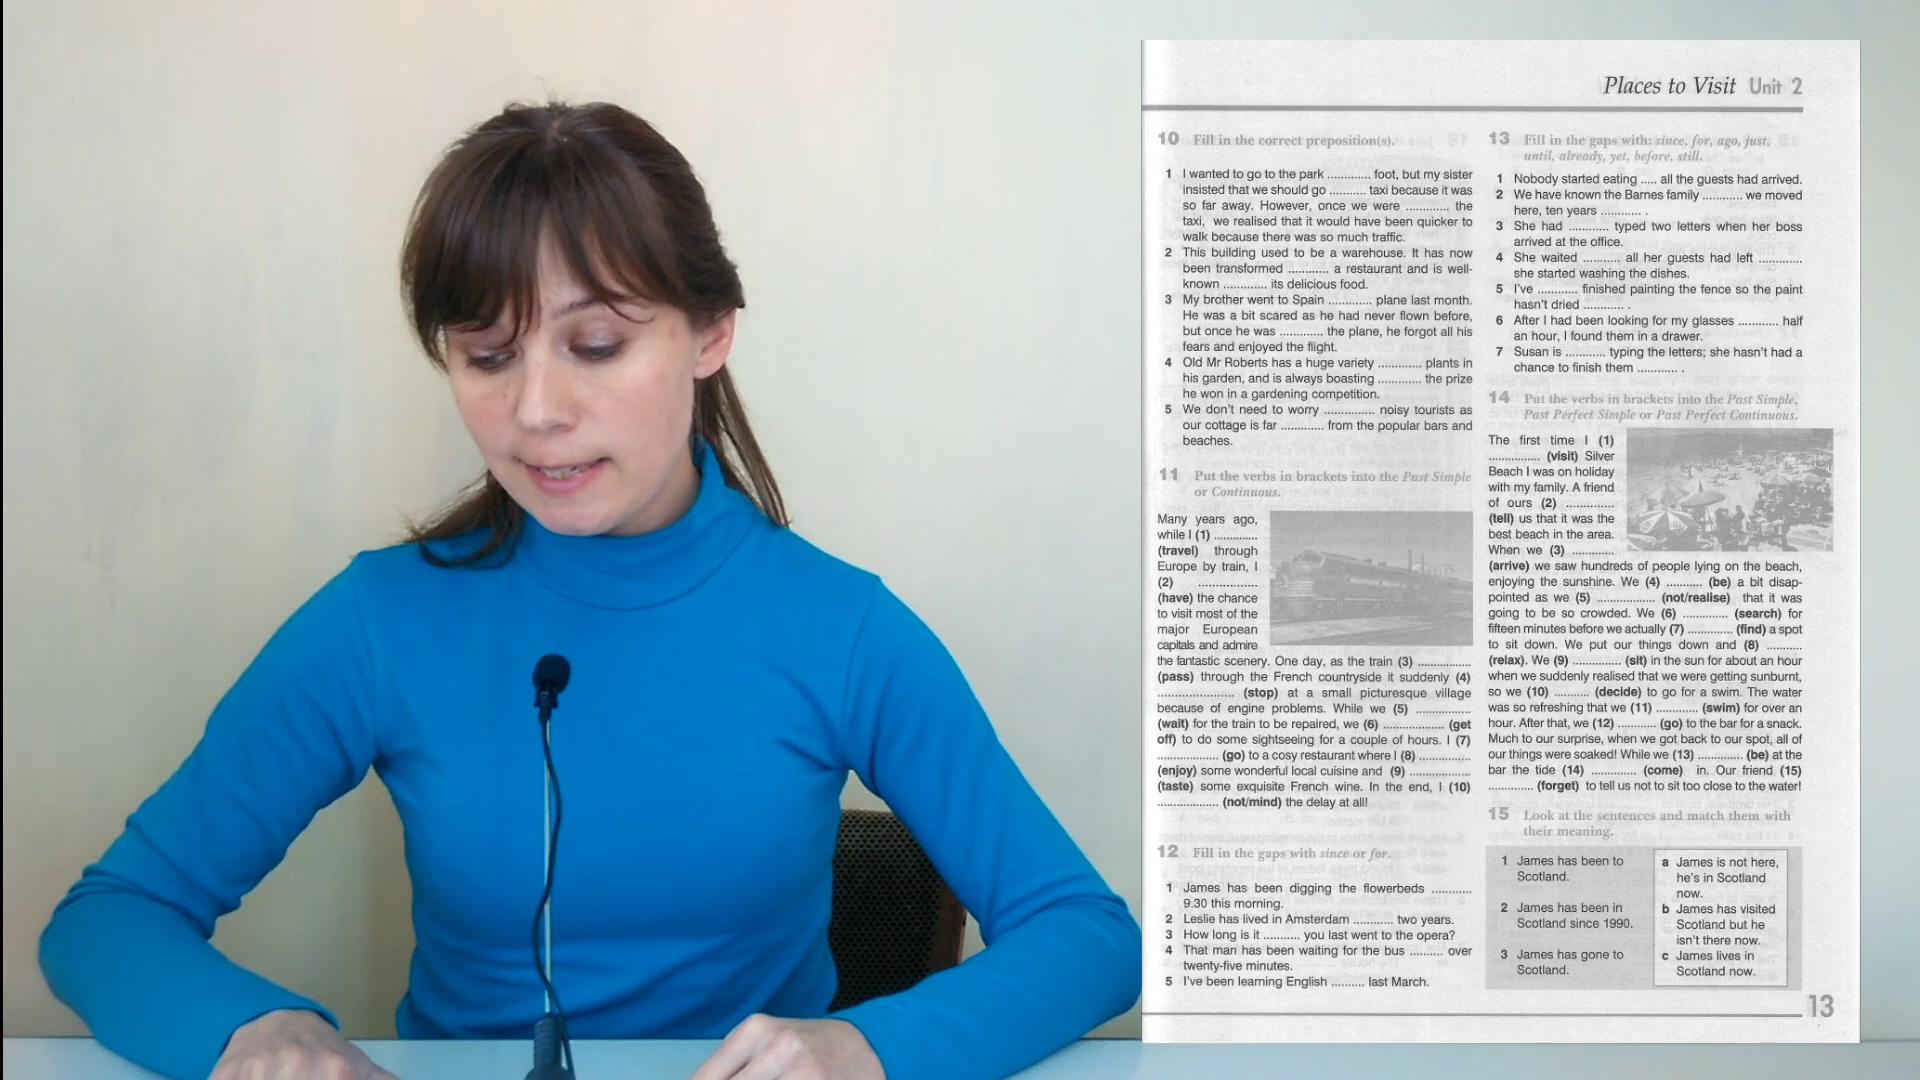 Places to Visit Unit 2
10 Fill in the correct preposition(s).
1 I wanted to go to the park ............ foot, but my sister
insisted that we should go .......... taxi because it was
so far away. However, once we were ............ the
taxi, we realised that it would have been quicker to
walk because there was so much traffic.
2 This building used to be a warehouse. It has now
been transformed ........... a restaurant and is well-
known ............ its delicious food.
3 My brother went to Spain ............ plane last month.
He was a bit scared as he had never flown before,
but once he was ............ the plane, he forgot all his
fears and enjoyed the flight.
4 Old Mr Roberts has a huge variety ............ plants in
his garden, and is always boasting ............ the prize
he won in a gardening competition.
5 We don't need to worry .............. noisy tourists as
our cottage is far ............ from the popular bars and
beaches.
11 Put the verbs in brackets into the Past Simple
or Continuous.
Many years ago,
while I (1) .............
(travel) through
Europe by train, I
(2) .................
(have) the chance
to visit most of the
major European
capitals and admire
the fantastic scenery. One day, as the train (3) ................
(pass) through the French countryside it suddenly (4)
....................... (stop) at a small picturesque village
because of engine problems. While we (5) ................
(wait) for the train to be repaired, we (6) .................. (get
off) to do some sightseeing for a couple of hours. I (7)
.................. (go) to a cosy restaurant where I (8) ...............
(enjoy) some wonderful local cuisine and (9) ..................
(taste) some exquisite French wine. In the end, I (10)
.................. (not/mind) the delay at all!
12 Fill in the gaps with since or for.
1 James has been digging the flowerbeds ............
9.30 this morning.
2 Leslie has lived in Amsterdam ............ two years.
3 How long is it ........... you last went to the opera?
4 That man has been waiting for the bus .......... over
twenty-five minutes.
5 I've been learning English .......... last March.
13 Fill in the gaps with: since, for, ago, just,
until, already, yet, before, still.
1 Nobody started eating ..... all the guests had arrived.
2 We have known the Barnes family ............ we moved
here, ten years ............ .
3 She had ............ typed two letters when her boss
arrived at the office.
4 She waited ........... all her guests had left .............
she started washing the dishes.
5 I've ............ finished painting the fence so the paint
hasn't dried ............ .
6 After I had been looking for my glasses ............ half
an hour, I found them in a drawer.
7 Susan is ............ typing the letters; she hasn't had a
chance to finish them ............ .
14 Put the verbs in brackets into the Past Simple,
Past Perfect Simple or Past Perfect Continuous.
The first time I (1)
............... (visit) Silver
Beach I was on holiday
with my family. A friend
of ours (2) ..............
(tell) us that it was the
best beach in the area.
When we (3) .............
(arrive) we saw hundreds of people lying on the beach,
enjoying the sunshine. We (4) .......... (be) a bit disap-
pointed as we (5) ................. (not/realise) that it was
going to be so crowded. We (6) ............. (search) for
fifteen minutes before we actually (7) ............. (find) a spot
to sit down. We put our things down and (8) ..........
(relax). We (9) .............. (sit) in the sun for about an hour
when we suddenly realised that we were getting sunburnt,
so we (10) .......... (decide) to go for a swim. The water
was so refreshing that we (11) ............ (swim) for over an
hour. After that, we (12) ........... (go) to the bar for a snack.
Much to our surprise, when we got back to our spot, all of
our things were soaked! While we (13) ............. (be) at the
bar the tide (14) ............. (come) in. Our friend (15)
............. (forget) to tell us not to sit too close to the water!
15 Look at the sentences and match them with
their meaning.
1 James has been to
Scotland.
2 James has been in
Scotland since 1990.
3 James has gone to
Scotland.
a James is not here,
he's in Scotland
now.
b James has visited
Scotland but he
isn't there now.
c James lives in
Scotland now.
13